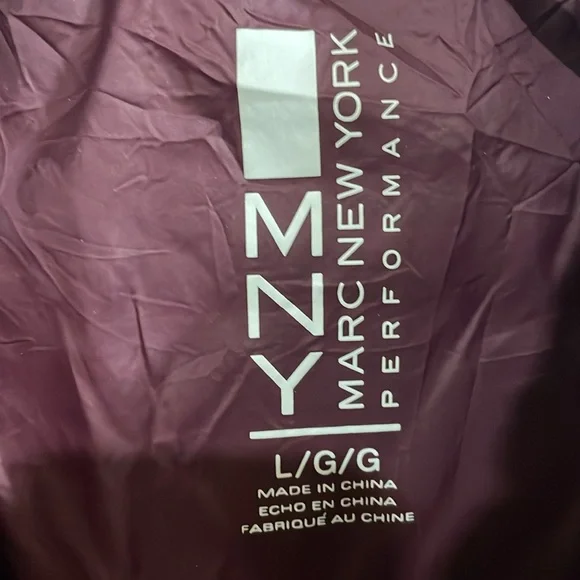 MNY
MARC NEW YORK
PERFORMANCE
L/G/G
MADE IN CHINA
ECHO EN CHINA
FABRIQUÉ AU CHINE